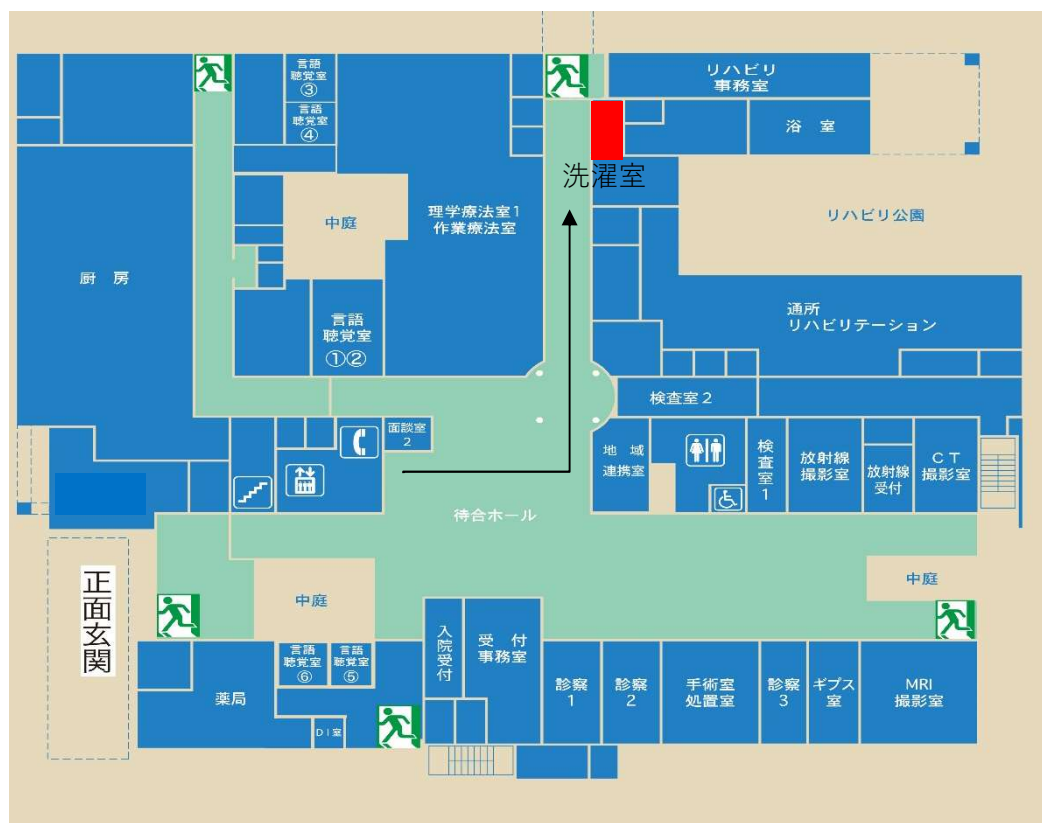 言語
聴覚室
③
言語
聴覚室
④
リハビリ
事務室
浴 室
洗濯室
中庭
理学療法室1
作業療法室
リハビリ公園
厨 房
言語
聴覚室
①②
通所
リハビリテーション
検査室2
面談室
2
地 域
連携室
検査室1
放射線
撮影室
放射線
受付
CT
撮影室
待合ホール
正面玄関
中庭
中庭
言語
聴覚室
⑥
言語
聴覚室
⑤
入院受付
受 付
事務室
薬局
DI室
診察
1
診察
2
手術室
処置室
診察
3
ギプス
室
MRI
撮影室